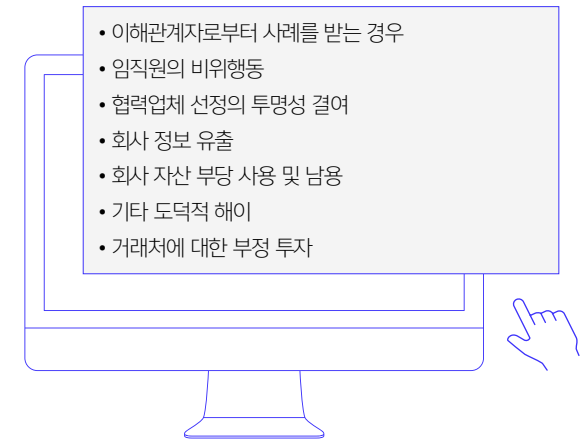 • 이해관계자로부터 사례를 받는 경우
• 임직원의 비위행동
• 협력업체 선정의 투명성 결여
• 회사 정보 유출
• 회사 자산 부당 사용 및 남용
• 기타 도덕적 해이
• 거래처에 대한 부정 투자